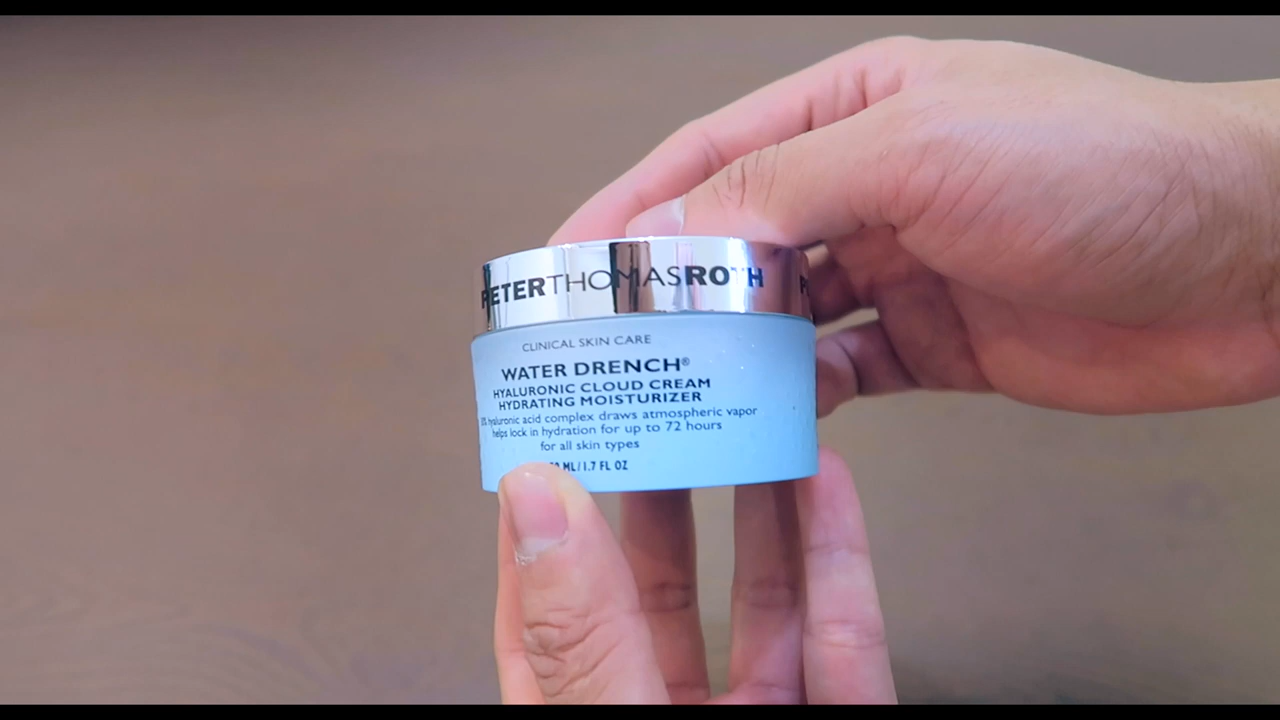 PETERTHOMASROTH
CLINICAL SKIN CARE
WATER DRENCH®
HYALURONIC CLOUD CREAM
HYDRATING MOISTURIZER
hyaluronic acid complex draws atmospheric vapor
helps lock in hydration for up to 72 hours
for all skin types
ML/1.7 FL OZ